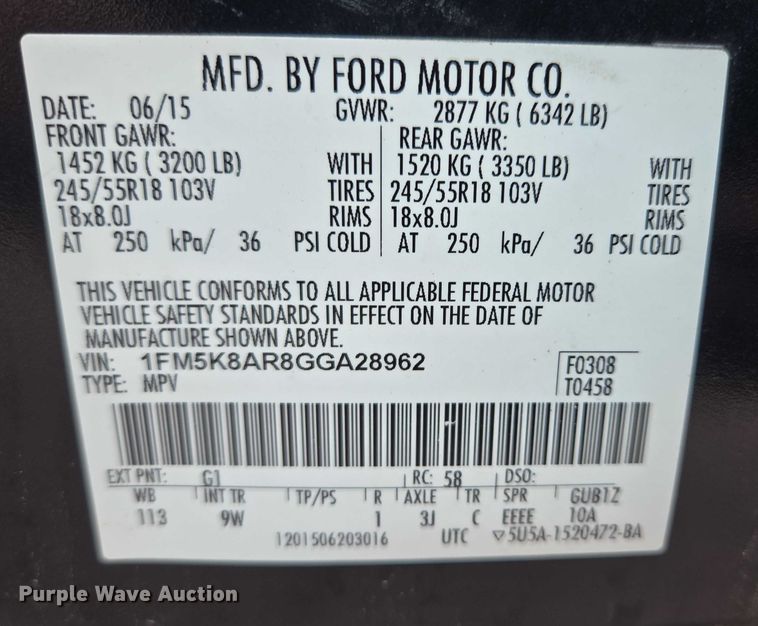 MFD. BY FORD MOTOR CO.
DATE: 06/15 GVWR: 2877 KG ( 6342 LB)
FRONT GAWR: REAR GAWR:
1452 KG ( 3200 LB) WITH 1520 KG ( 3350 LB) WITH
245/55R18 103V TIRES 245/55R18 103V TIRES
18x8.0J RIMS 18x8.0J RIMS
AT 250 kPa/ 36 PSI COLD AT 250 kPa/ 36 PSI COLD
THIS VEHICLE CONFORMS TO ALL APPLICABLE FEDERAL MOTOR
VEHICLE SAFETY STANDARDS IN EFFECT ON THE DATE OF
MANUFACTURE SHOWN ABOVE.
VIN: 1FM5K8AR8GGA28962 F0308
TYPE: MPV T0458
EXT PNT: G1 RC: 58 DSO:
WB INT TR TP/PS R AXLE TR SPR GUB1Z
113 9W 1 3J C EEEE 10A
1201506203016 UTC ▽5U5A-1520472-BA
Purple Wave Auction